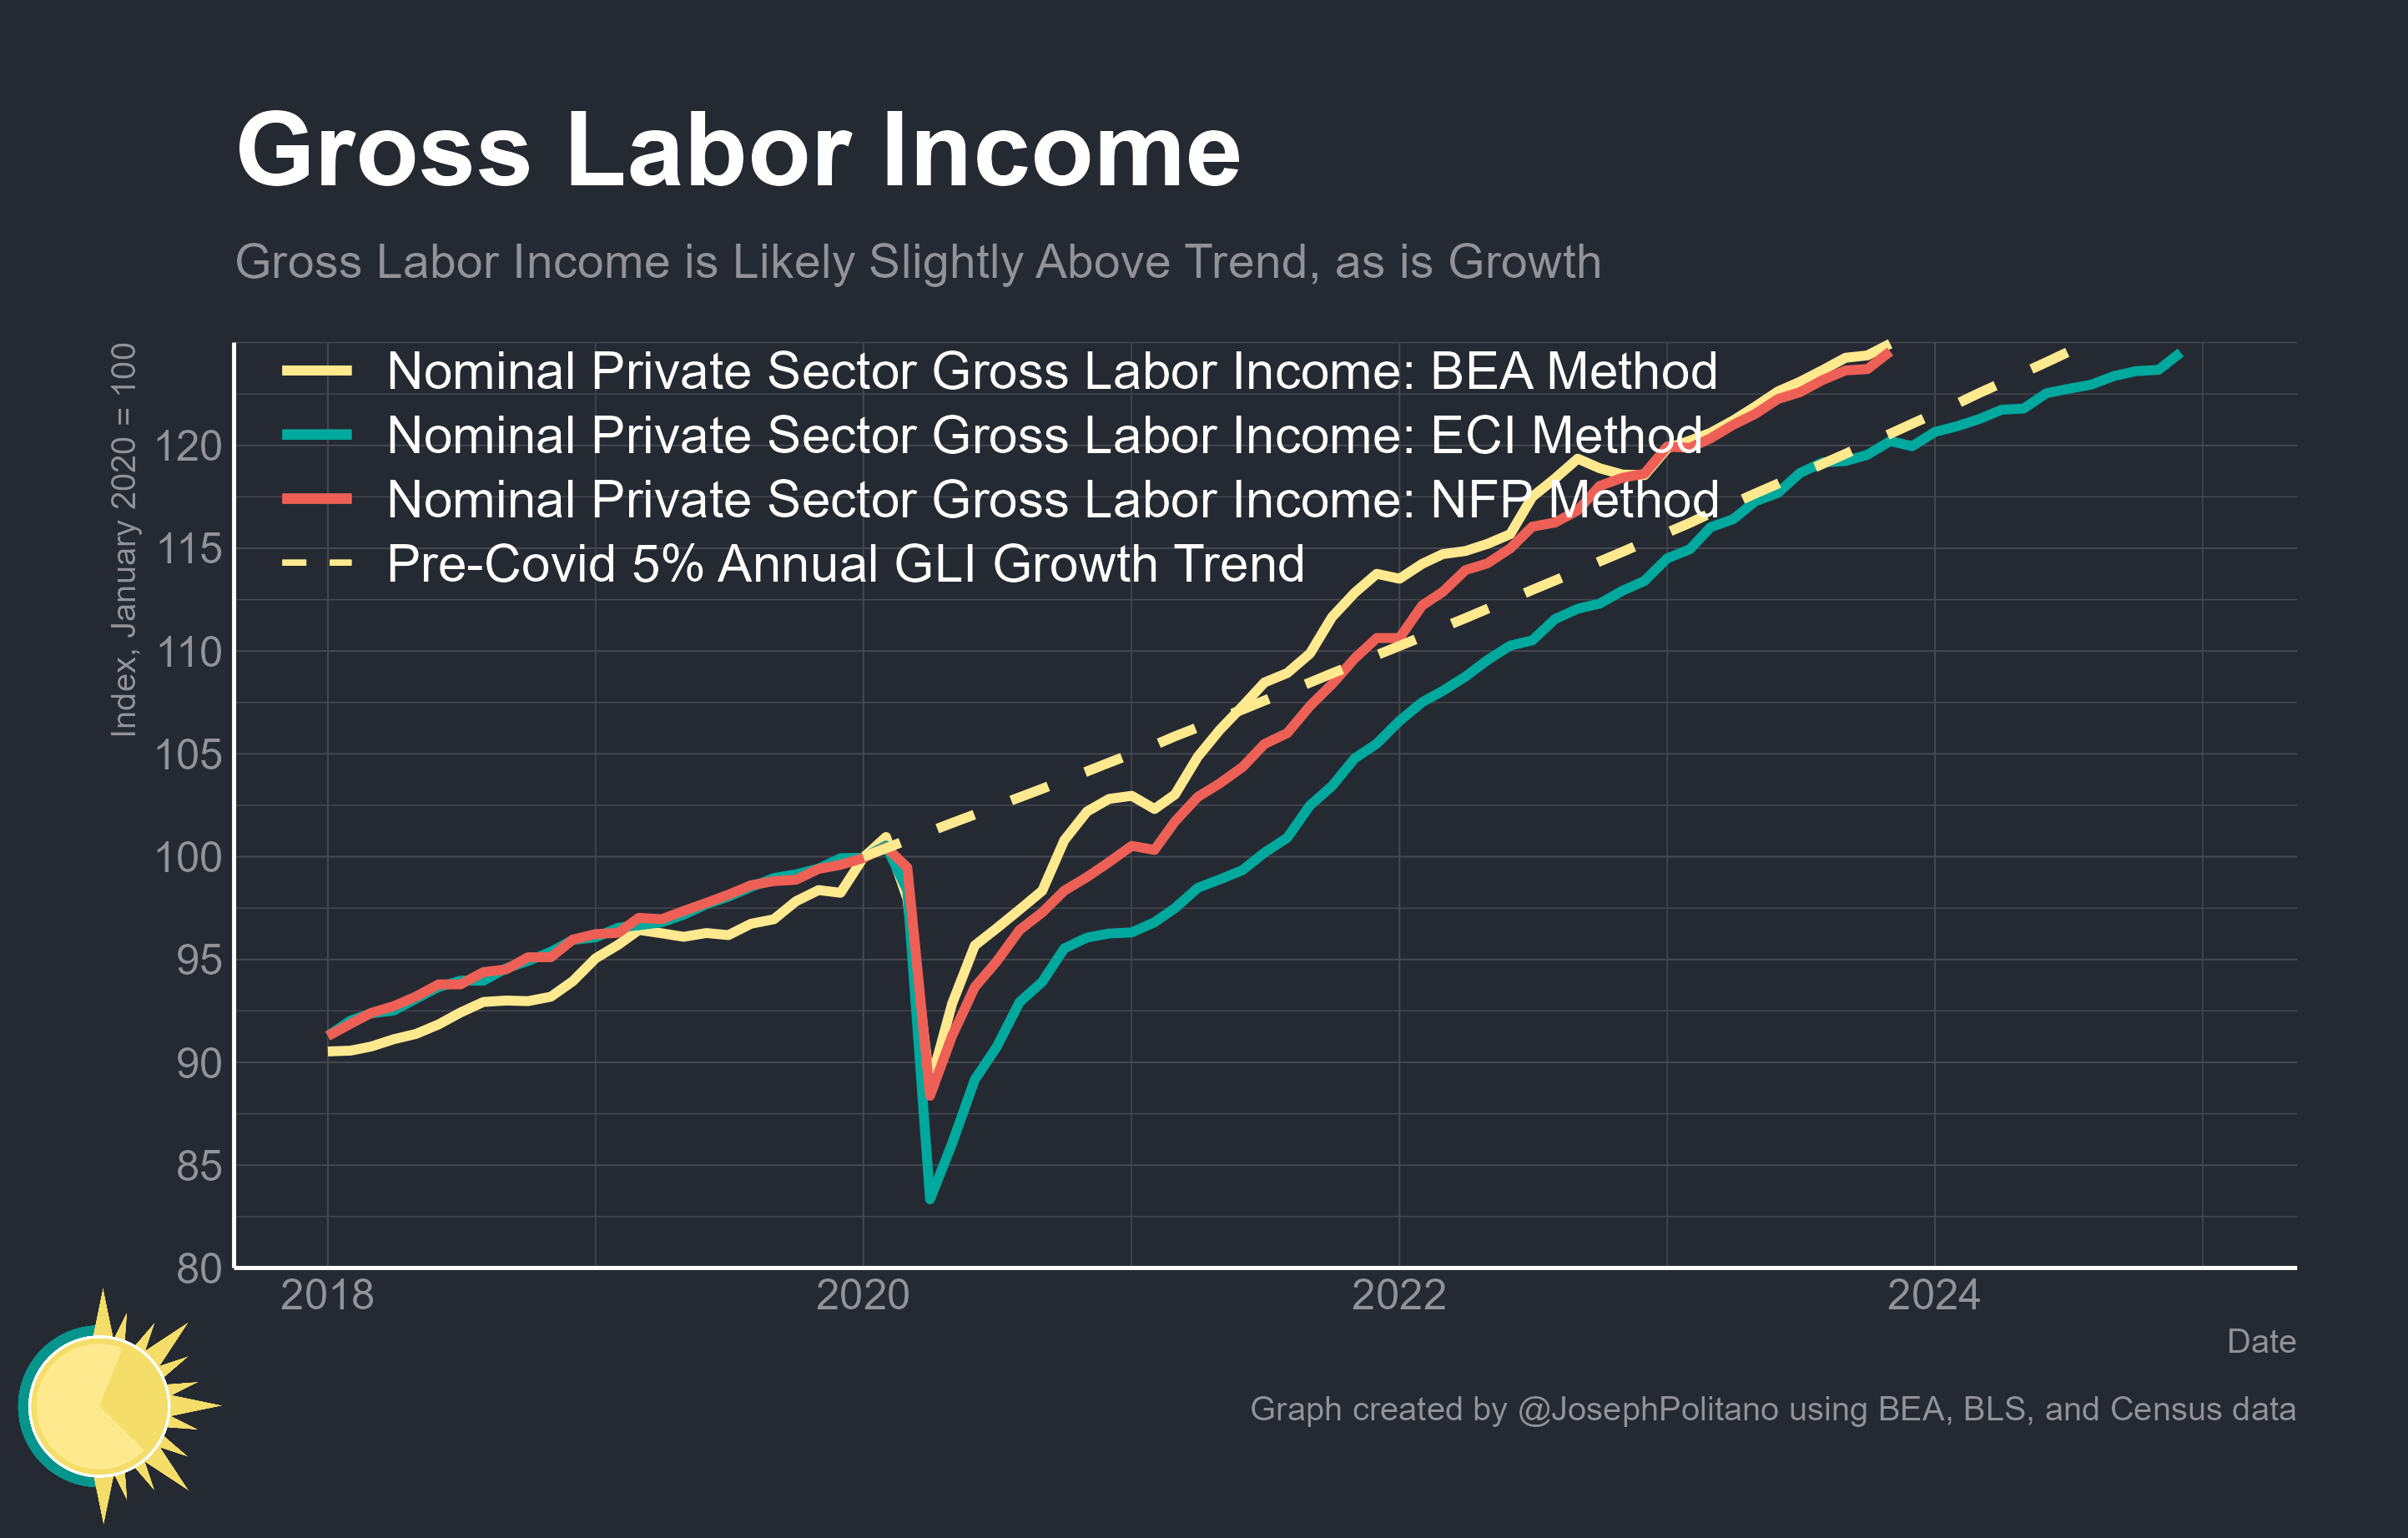 Gross Labor Income
Gross Labor Income is Likely Slightly Above Trend, as is Growth
Index, January 2020 = 100
Nominal Private Sector Gross Labor Income: BEA Method
Nominal Private Sector Gross Labor Income: ECI Method
Nominal Private Sector Gross Labor Income: NFP Method
Pre-Covid 5% Annual GLI Growth Trend
120
115
110
105
100
95
90
85
80
2018 2020 2022 2024
Date
Graph created by @JosephPolitano using BEA, BLS, and Census data